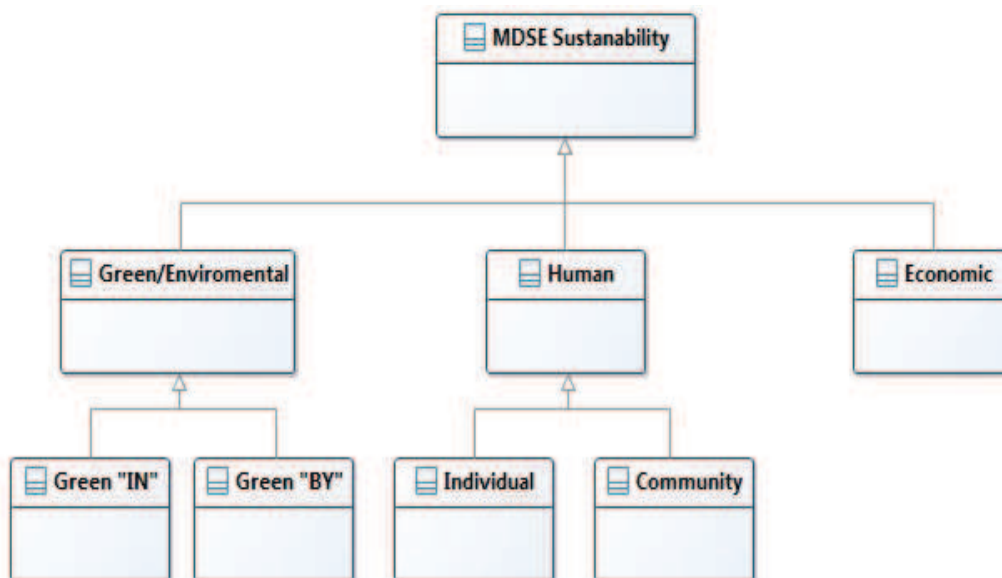 MDSE Sustanability
Green/Enviromental
Human
Economic
Green "IN"
Green "BY"
Individual
Community